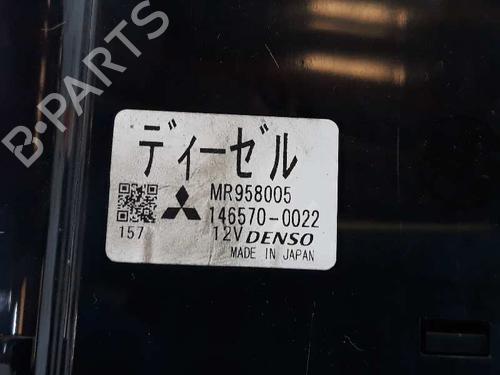 B-PARTS
ディーゼル
MR958005
146570-0022
157 12V DENSO
MADE IN JAPAN